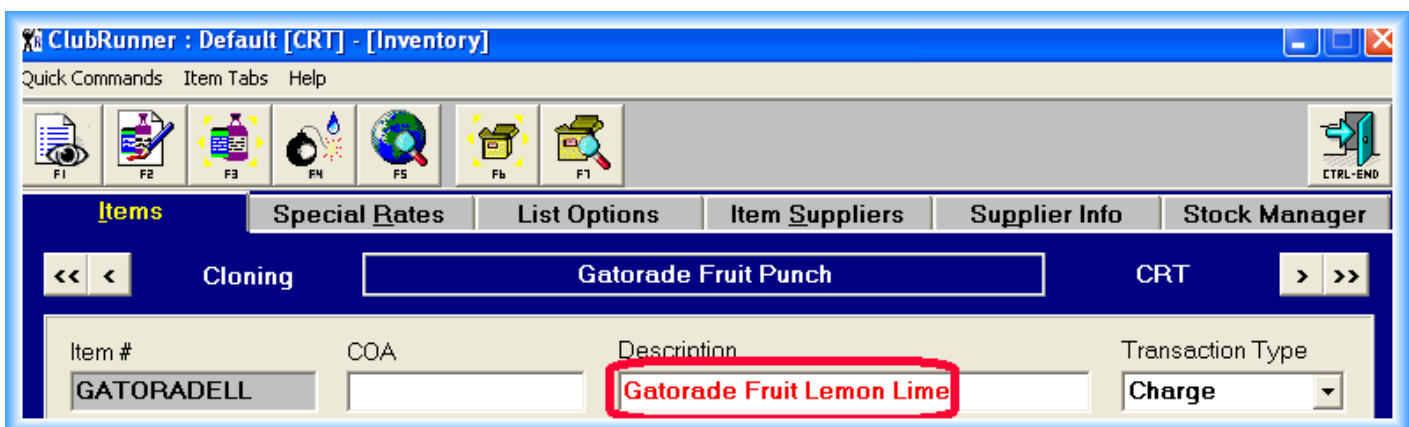 ClubRunner : Default [CRT] - [Inventory]
Quick Commands Item Tabs Help
F1 F2 F3 F4 F5 F6 F7 CTRL-END
Items Special Rates List Options Item Suppliers Supplier Info Stock Manager
<< < Cloning Gatorade Fruit Punch CRT > >>
Item # COA Description Transaction Type
GATORADELL Gatorade Fruit Lemon Lime Charge